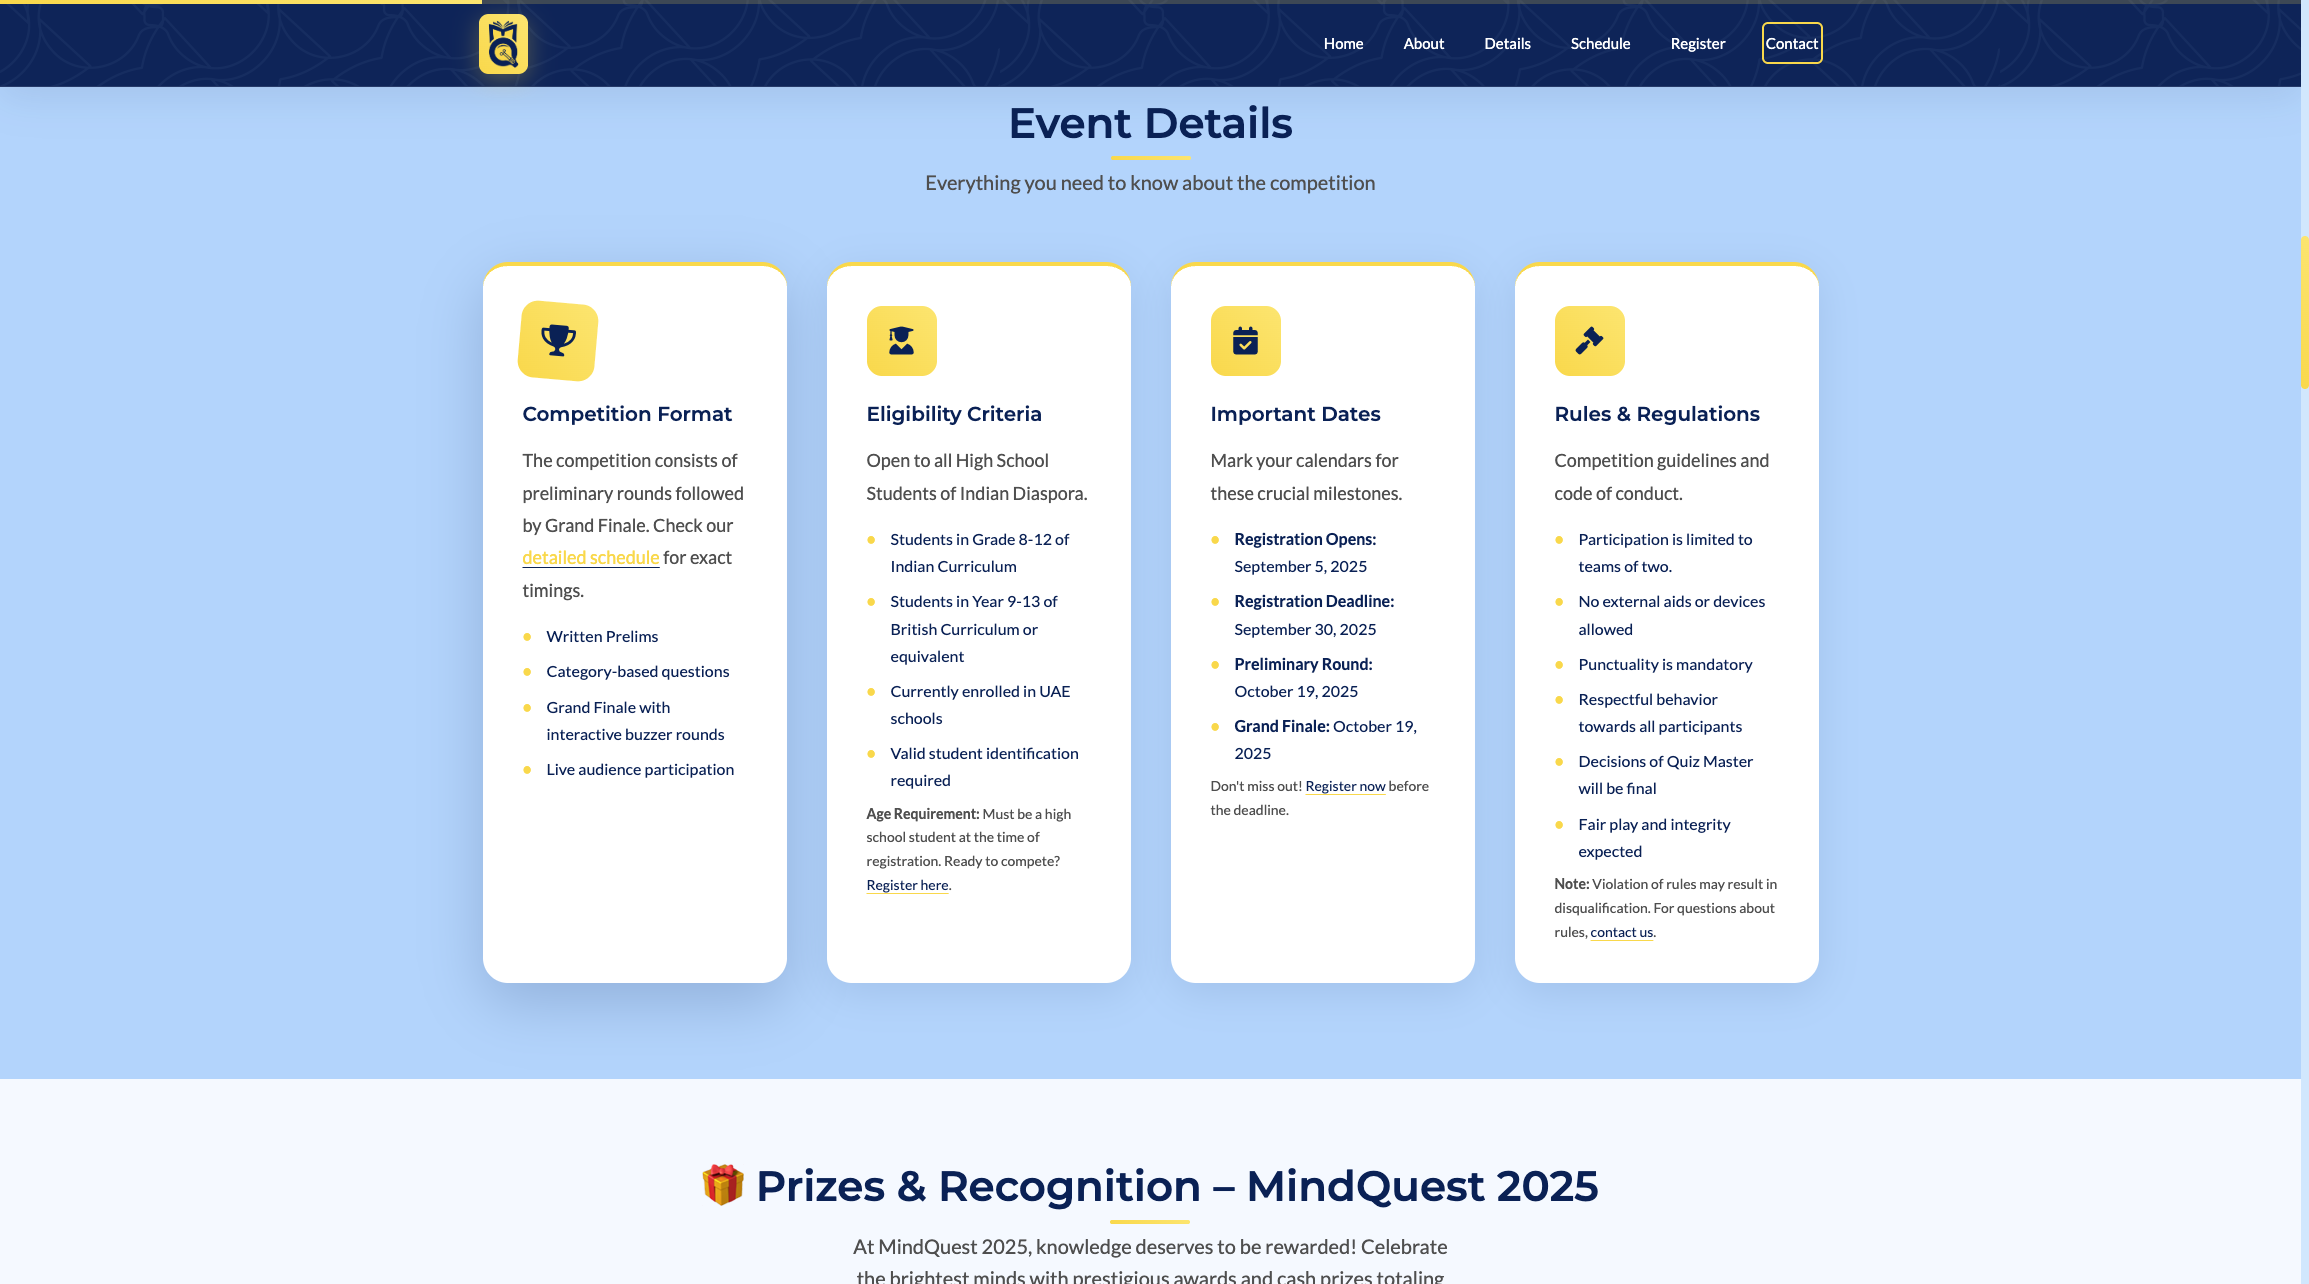 Home
About
Details
Schedule
Register
Contact
Event Details
Everything you need to know about the competition
Competition Format
The competition consists of
preliminary rounds followed
by Grand Finale. Check our
detailed schedule for exact
timings.
Written Prelims
Category-based questions
Grand Finale with
interactive buzzer rounds
Live audience participation
Eligibility Criteria
Open to all High School
Students of Indian Diaspora.
Students in Grade 8-12 of
Indian Curriculum
Students in Year 9-13 of
British Curriculum or
equivalent
Currently enrolled in UAE
schools
Valid student identification
required
Age Requirement: Must be a high
school student at the time of
registration. Ready to compete?
Register here.
Important Dates
Mark your calendars for
these crucial milestones.
Registration Opens:
September 5, 2025
Registration Deadline:
September 30, 2025
Preliminary Round:
October 19, 2025
Grand Finale: October 19,
2025
Don't miss out! Register now before
the deadline.
Rules & Regulations
Competition guidelines and
code of conduct.
Participation is limited to
teams of two.
No external aids or devices
allowed
Punctuality is mandatory
Respectful behavior
towards all participants
Decisions of Quiz Master
will be final
Fair play and integrity
expected
Note: Violation of rules may result in
disqualification. For questions about
rules, contact us.
Prizes & Recognition – MindQuest 2025
At MindQuest 2025, knowledge deserves to be rewarded! Celebrate
the brightest minds with prestigious awards and cash prizes totaling